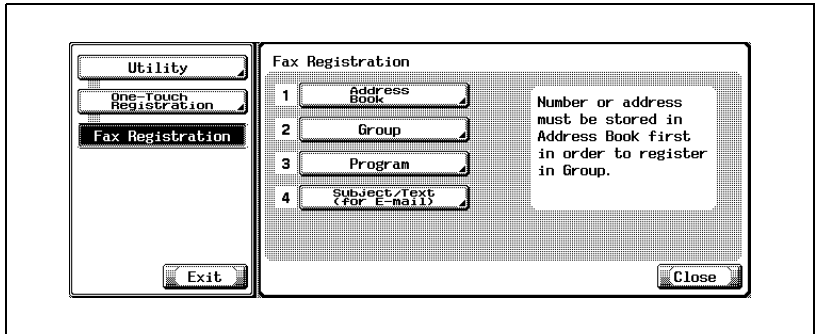 Utility
One-Touch
Registration
Fax Registration
Exit
Fax Registration
1 Address
Book
2 Group
3 Program
4 Subject/Text
(for E-mail)
Number or address
must be stored in
Address Book first
in order to register
in Group.
Close